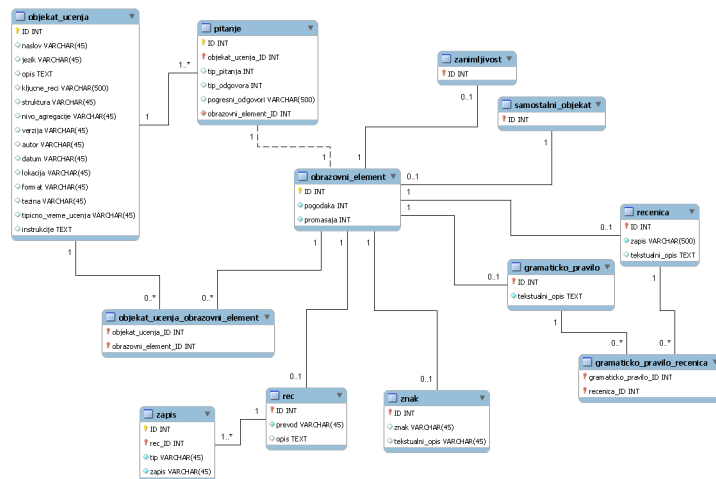 objekat_ucenja
ID INT
naslov VARCHAR(45)
jezik VARCHAR(45)
opis TEXT
kljucne_reci VARCHAR(500)
struktura VARCHAR(45)
nivo_agregacije VARCHAR(45)
verzija VARCHAR(45)
autor VARCHAR(45)
datum VARCHAR(45)
lokacija VARCHAR(45)
format VARCHAR(45)
tezina VARCHAR(45)
tipicno_vreme_ucenja VARCHAR(45)
instrukcije TEXT
1..*
1
pitanje
ID INT
objekat_ucenja_ID INT
tip_pitanja INT
tip_odgovora INT
pogresni_odgovori VARCHAR(500)
obrazovni_element_ID INT
1
1
zanimljivost
ID INT
0..1
1
samostalni_objekat
ID INT
1
0..1
obrazovni_element
ID INT
pogodaka INT
promasaja INT
1
0..1
recenica
ID INT
zapis VARCHAR(500)
tekstualni_opis TEXT
1
0..1
gramaticko_pravilo
ID INT
tekstualni_opis TEXT
1
0..*
1
0..*
gramaticko_pravilo_recenica
gramaticko_pravilo_ID INT
recenica_ID INT
1
0..*
1
0..*
objekat_ucenja_obrazovni_element
objekat_ucenja_ID INT
obrazovni_element_ID INT
1
0..1
1
0..1
rec
ID INT
prevod VARCHAR(45)
opis TEXT
1
1..*
zapis
ID INT
rec_ID INT
tip VARCHAR(45)
zapis VARCHAR(45)
znak
ID INT
znak VARCHAR(45)
tekstualni_opis VARCHAR(45)